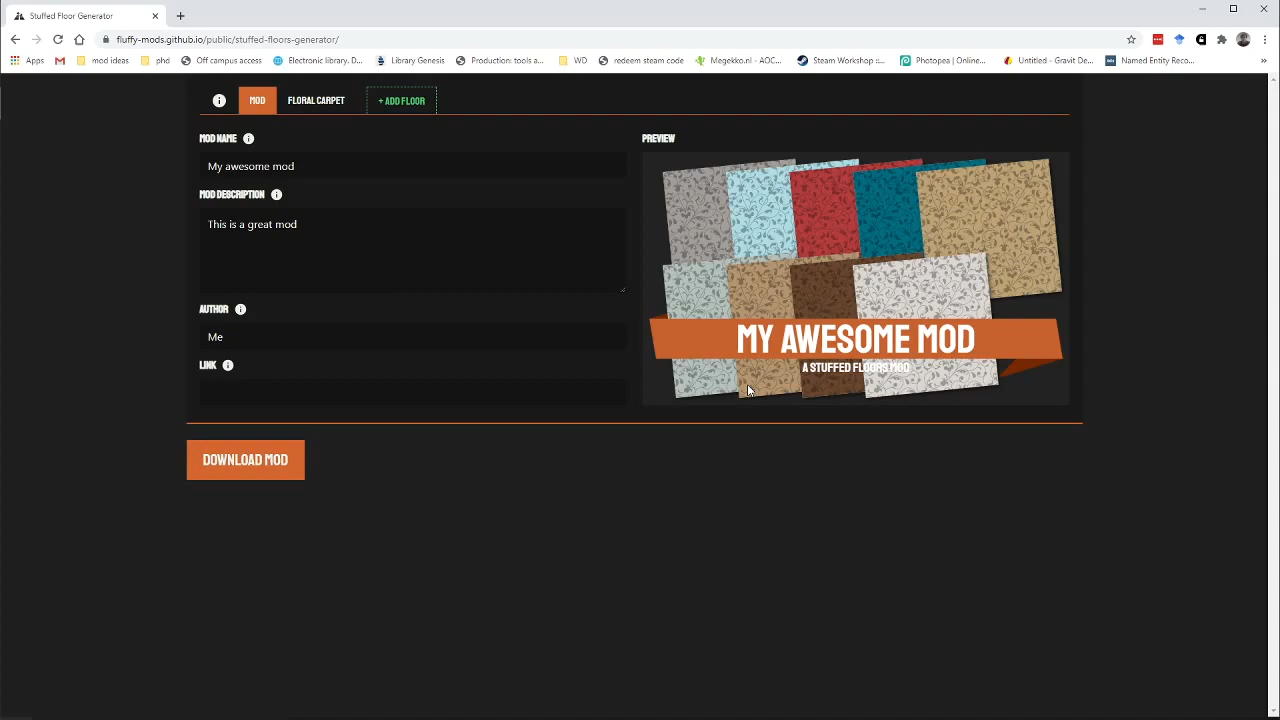 Stuffed Floor Generator
fluffy-mods.github.io/public/stuffed-floors-generator/
Apps mod ideas phd Off campus access Electronic library. D... Library Genesis Production: tools a... WD redeem steam code Megekko.nl - AOC... Steam Workshop ::... Photopea | Online... Untitled - Gravit De... Named Entity Reco... »
MOD FLORAL CARPET + ADD FLOOR
MOD NAME
My awesome mod
MOD DESCRIPTION
This is a great mod
AUTHOR
Me
LINK
PREVIEW
MY AWESOME MOD
A STUFFED FLOORS MOD
DOWNLOAD MOD